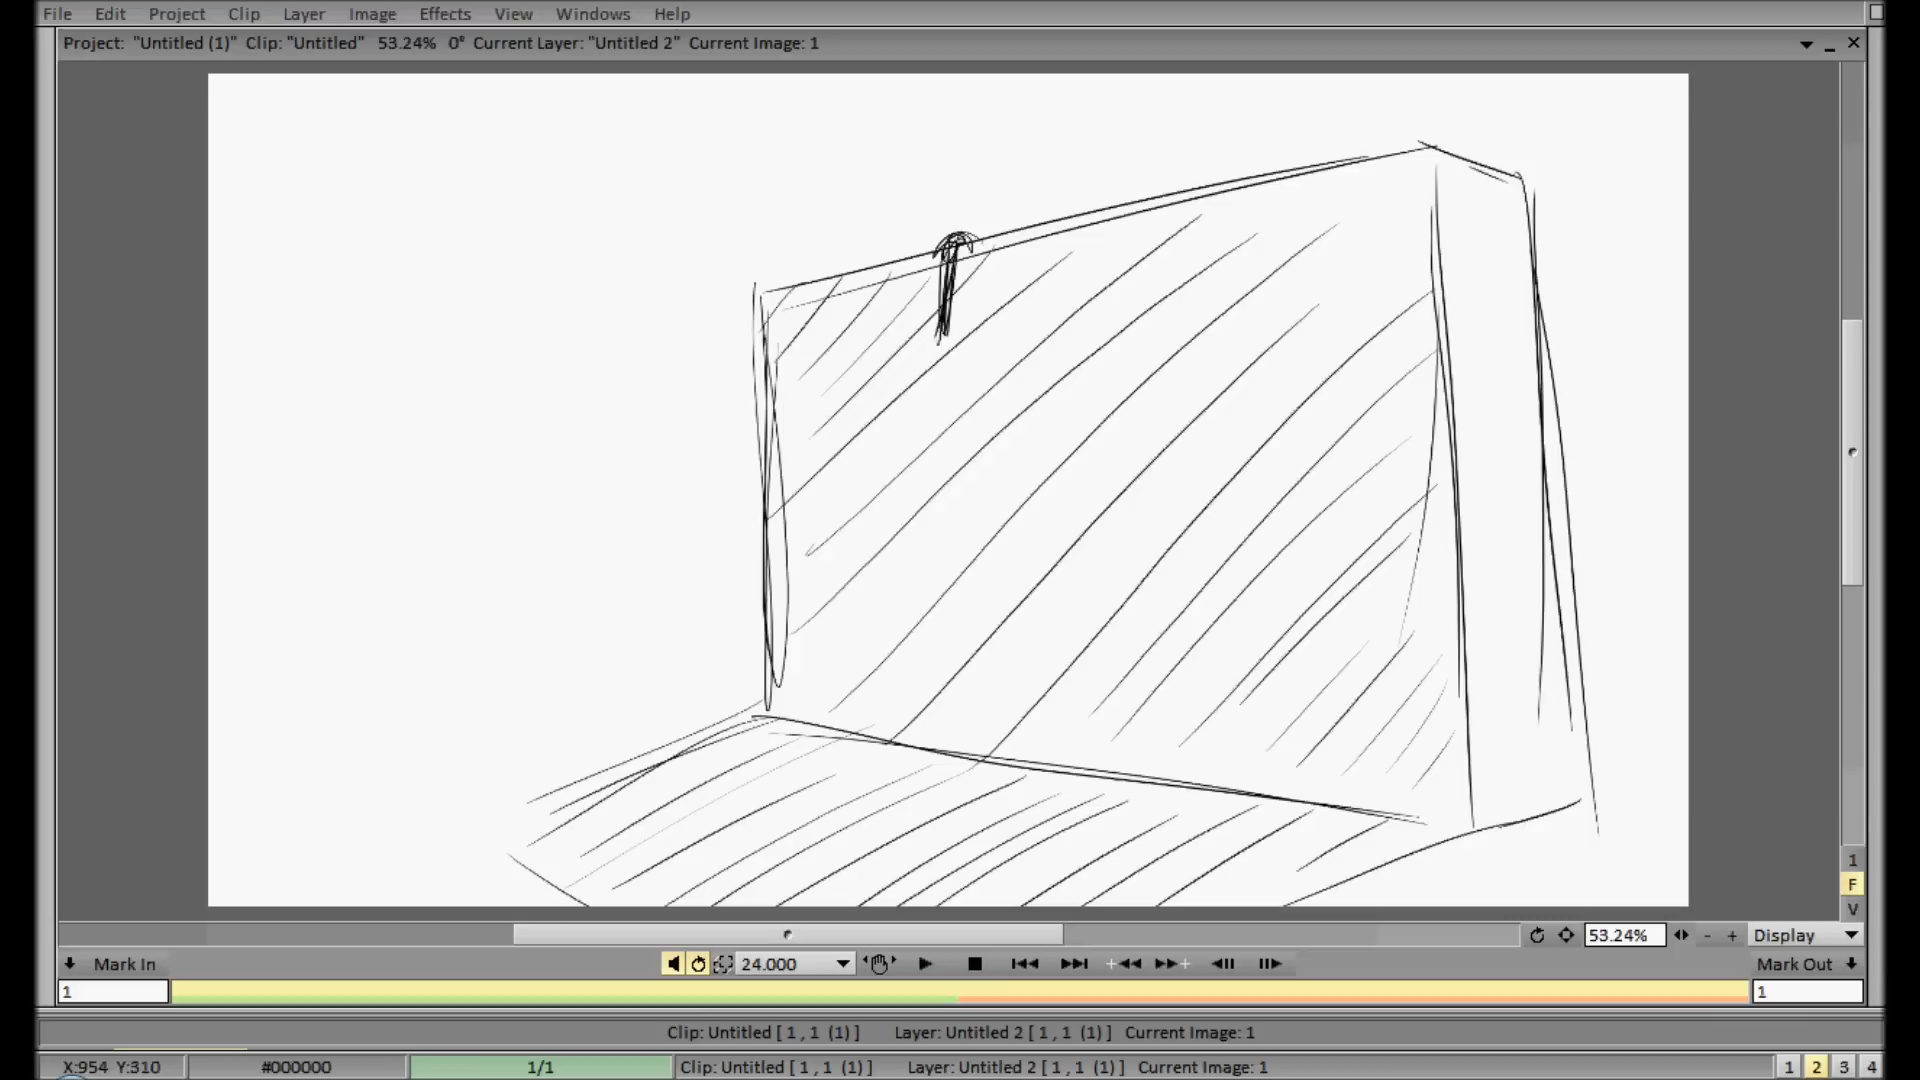 File Edit Project Clip Layer Image Effects View Windows Help
Project: "Untitled (1)" Clip: "Untitled" 53.24% 0° Current Layer: "Untitled 2" Current Image: 1
1
F
V
53.24% - + Display
Mark In 24.000 Mark Out
1 1
Clip: Untitled [ 1 , 1 (1) ] Layer: Untitled 2 [ 1 , 1 (1) ] Current Image: 1
X:954 Y:310 #000000 1/1 Clip: Untitled [ 1 , 1 (1) ] Layer: Untitled 2 [ 1 , 1 (1) ] Current Image: 1 1 2 3 4